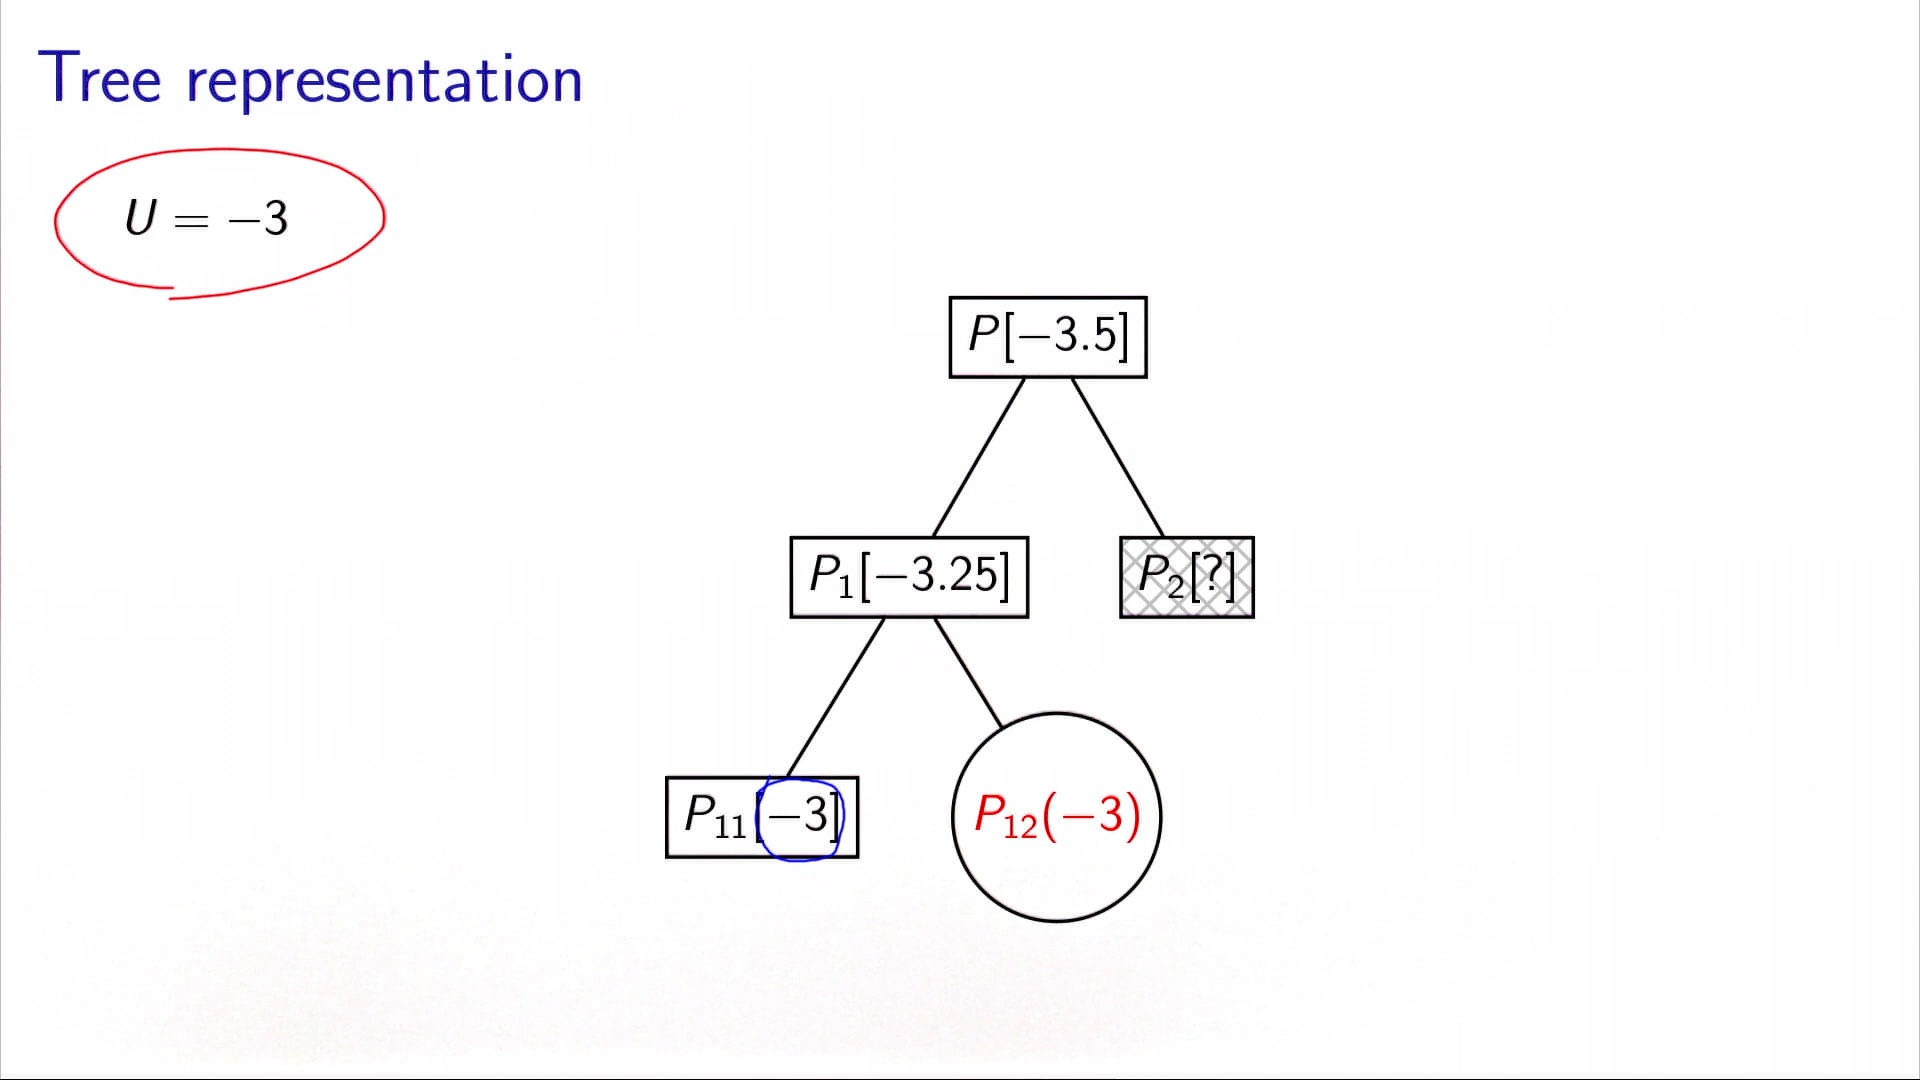 Tree representation
U = −3
P[−3.5]
P₁[−3.25]
P₂[?]
P₁₁[−3]
P₁₂(−3)